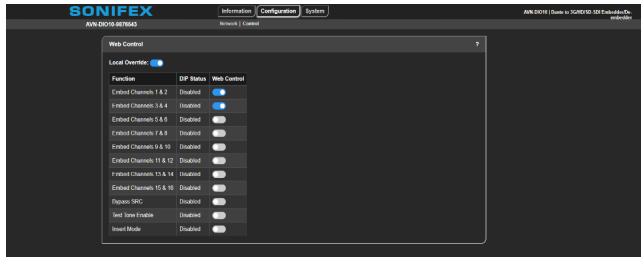 SONIFEX
Information Configuration System
AVN-DIO10 | Dante to 3G/HD/SD-SDI Embedder/De-embedder
AVN-DIO10-9876543
Network | Control
Web Control ?
Local Override:
Function DIP Status Web Control
Embed Channels 1 & 2 Disabled
Embed Channels 3 & 4 Disabled
Embed Channels 5 & 6 Disabled
Embed Channels 7 & 8 Disabled
Embed Channels 9 & 10 Disabled
Embed Channels 11 & 12 Disabled
Embed Channels 13 & 14 Disabled
Embed Channels 15 & 16 Disabled
Bypass SRC Disabled
Test Tone Enable Disabled
Insert Mode Disabled